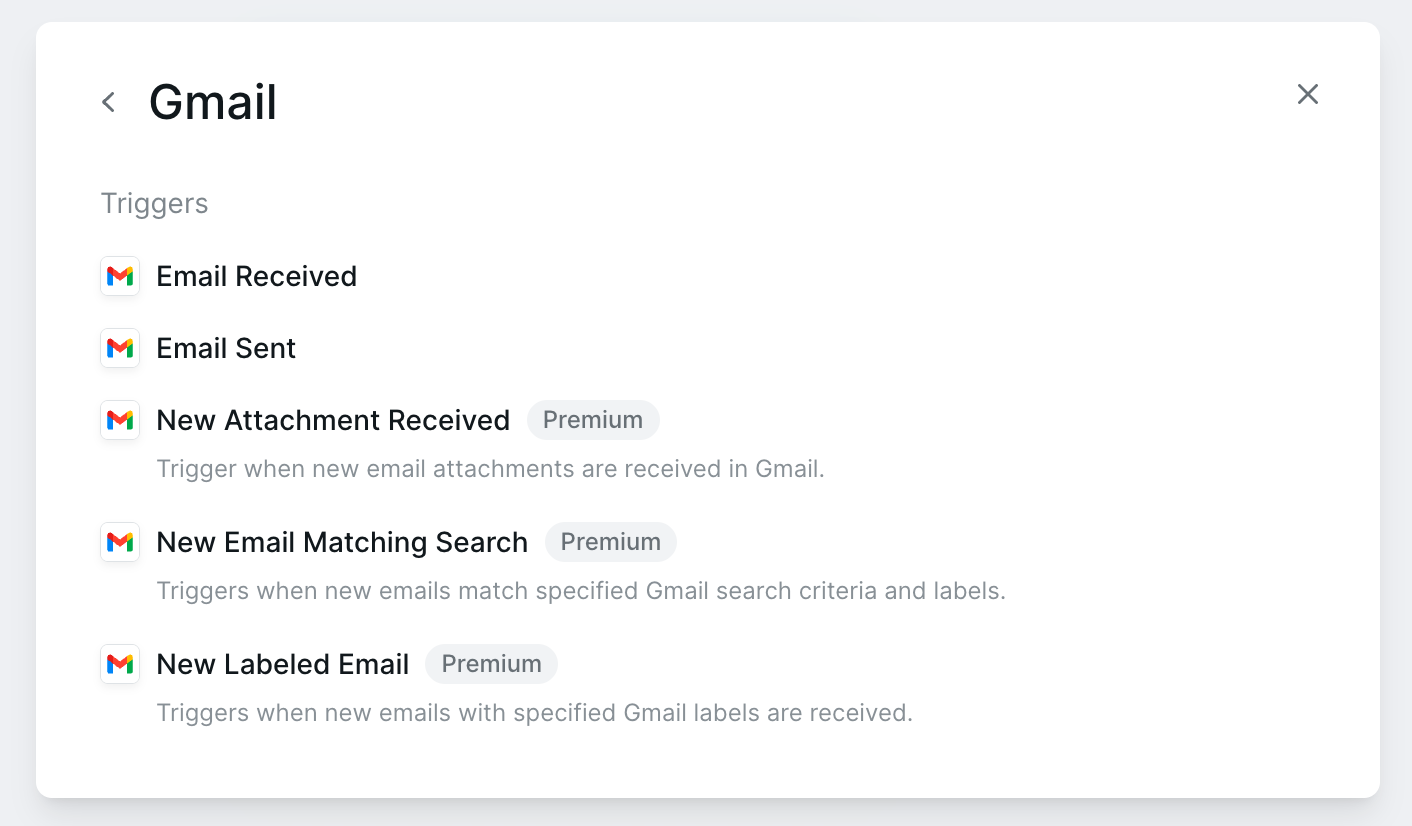 Gmail
Triggers
Email Received
Email Sent
New Attachment Received Premium
Trigger when new email attachments are received in Gmail.
New Email Matching Search Premium
Triggers when new emails match specified Gmail search criteria and labels.
New Labeled Email Premium
Triggers when new emails with specified Gmail labels are received.